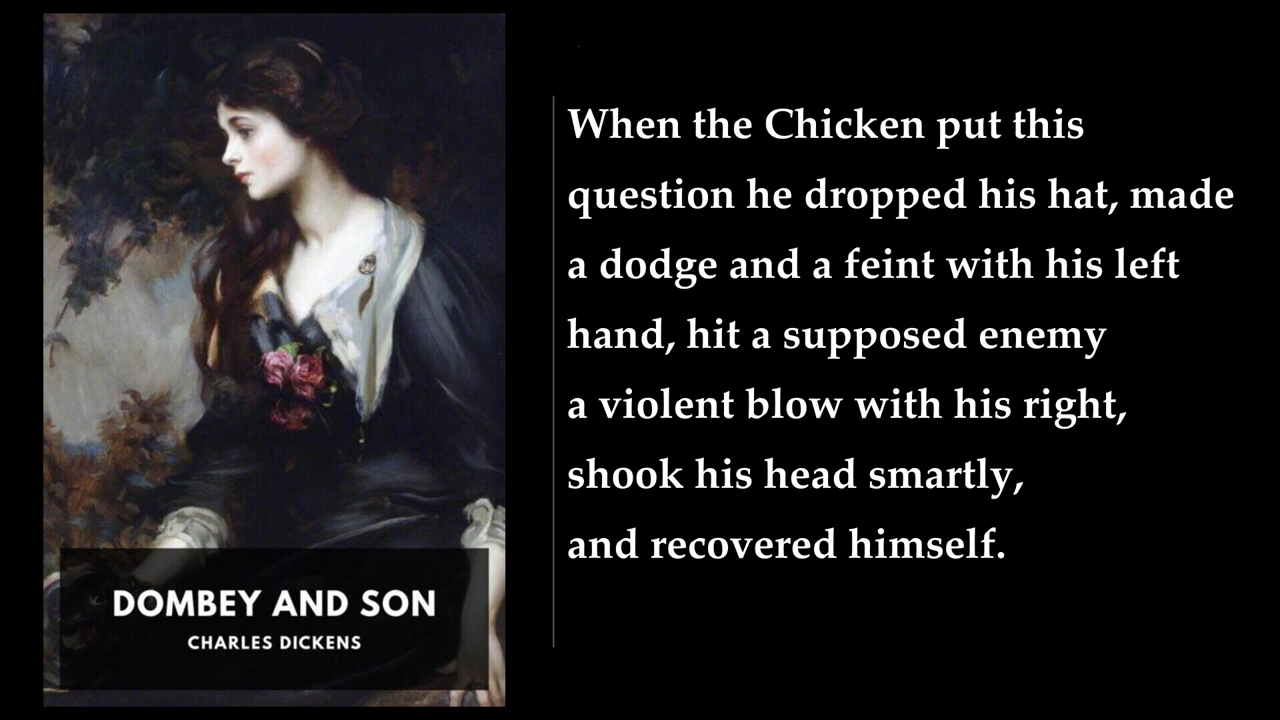 DOMBEY AND SON
CHARLES DICKENS
When the Chicken put this
question he dropped his hat, made
a dodge and a feint with his left
hand, hit a supposed enemy
a violent blow with his right,
shook his head smartly,
and recovered himself.